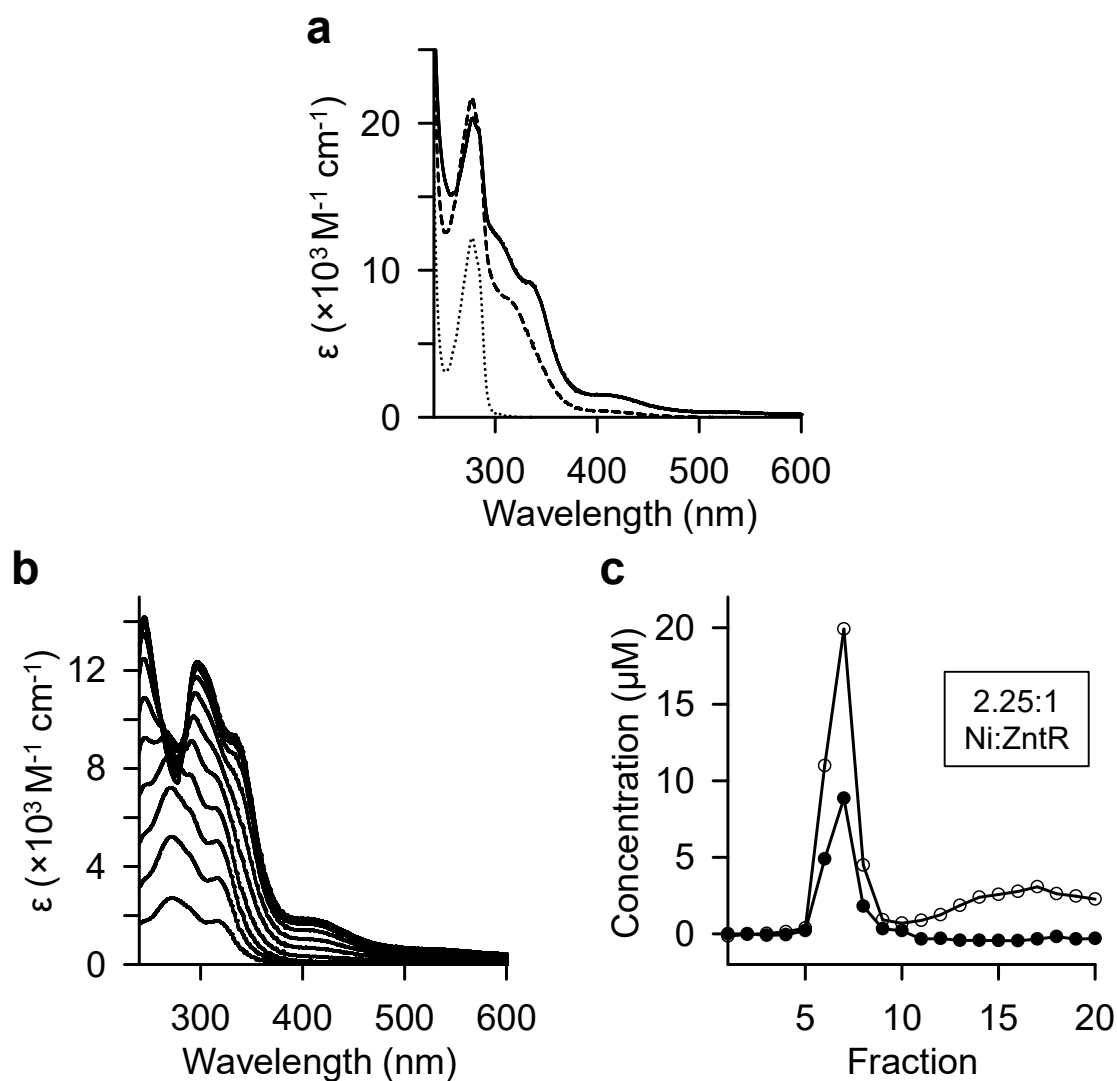 a
ε (×10³ M⁻¹ cm⁻¹)
20
10
0
300
400
500
600
Wavelength (nm)
b
ε (×10³ M⁻¹ cm⁻¹)
12
8
4
0
300
400
500
600
Wavelength (nm)
c
Concentration (µM)
20
15
10
5
0
2.25:1
Ni:ZntR
5
10
15
20
Fraction